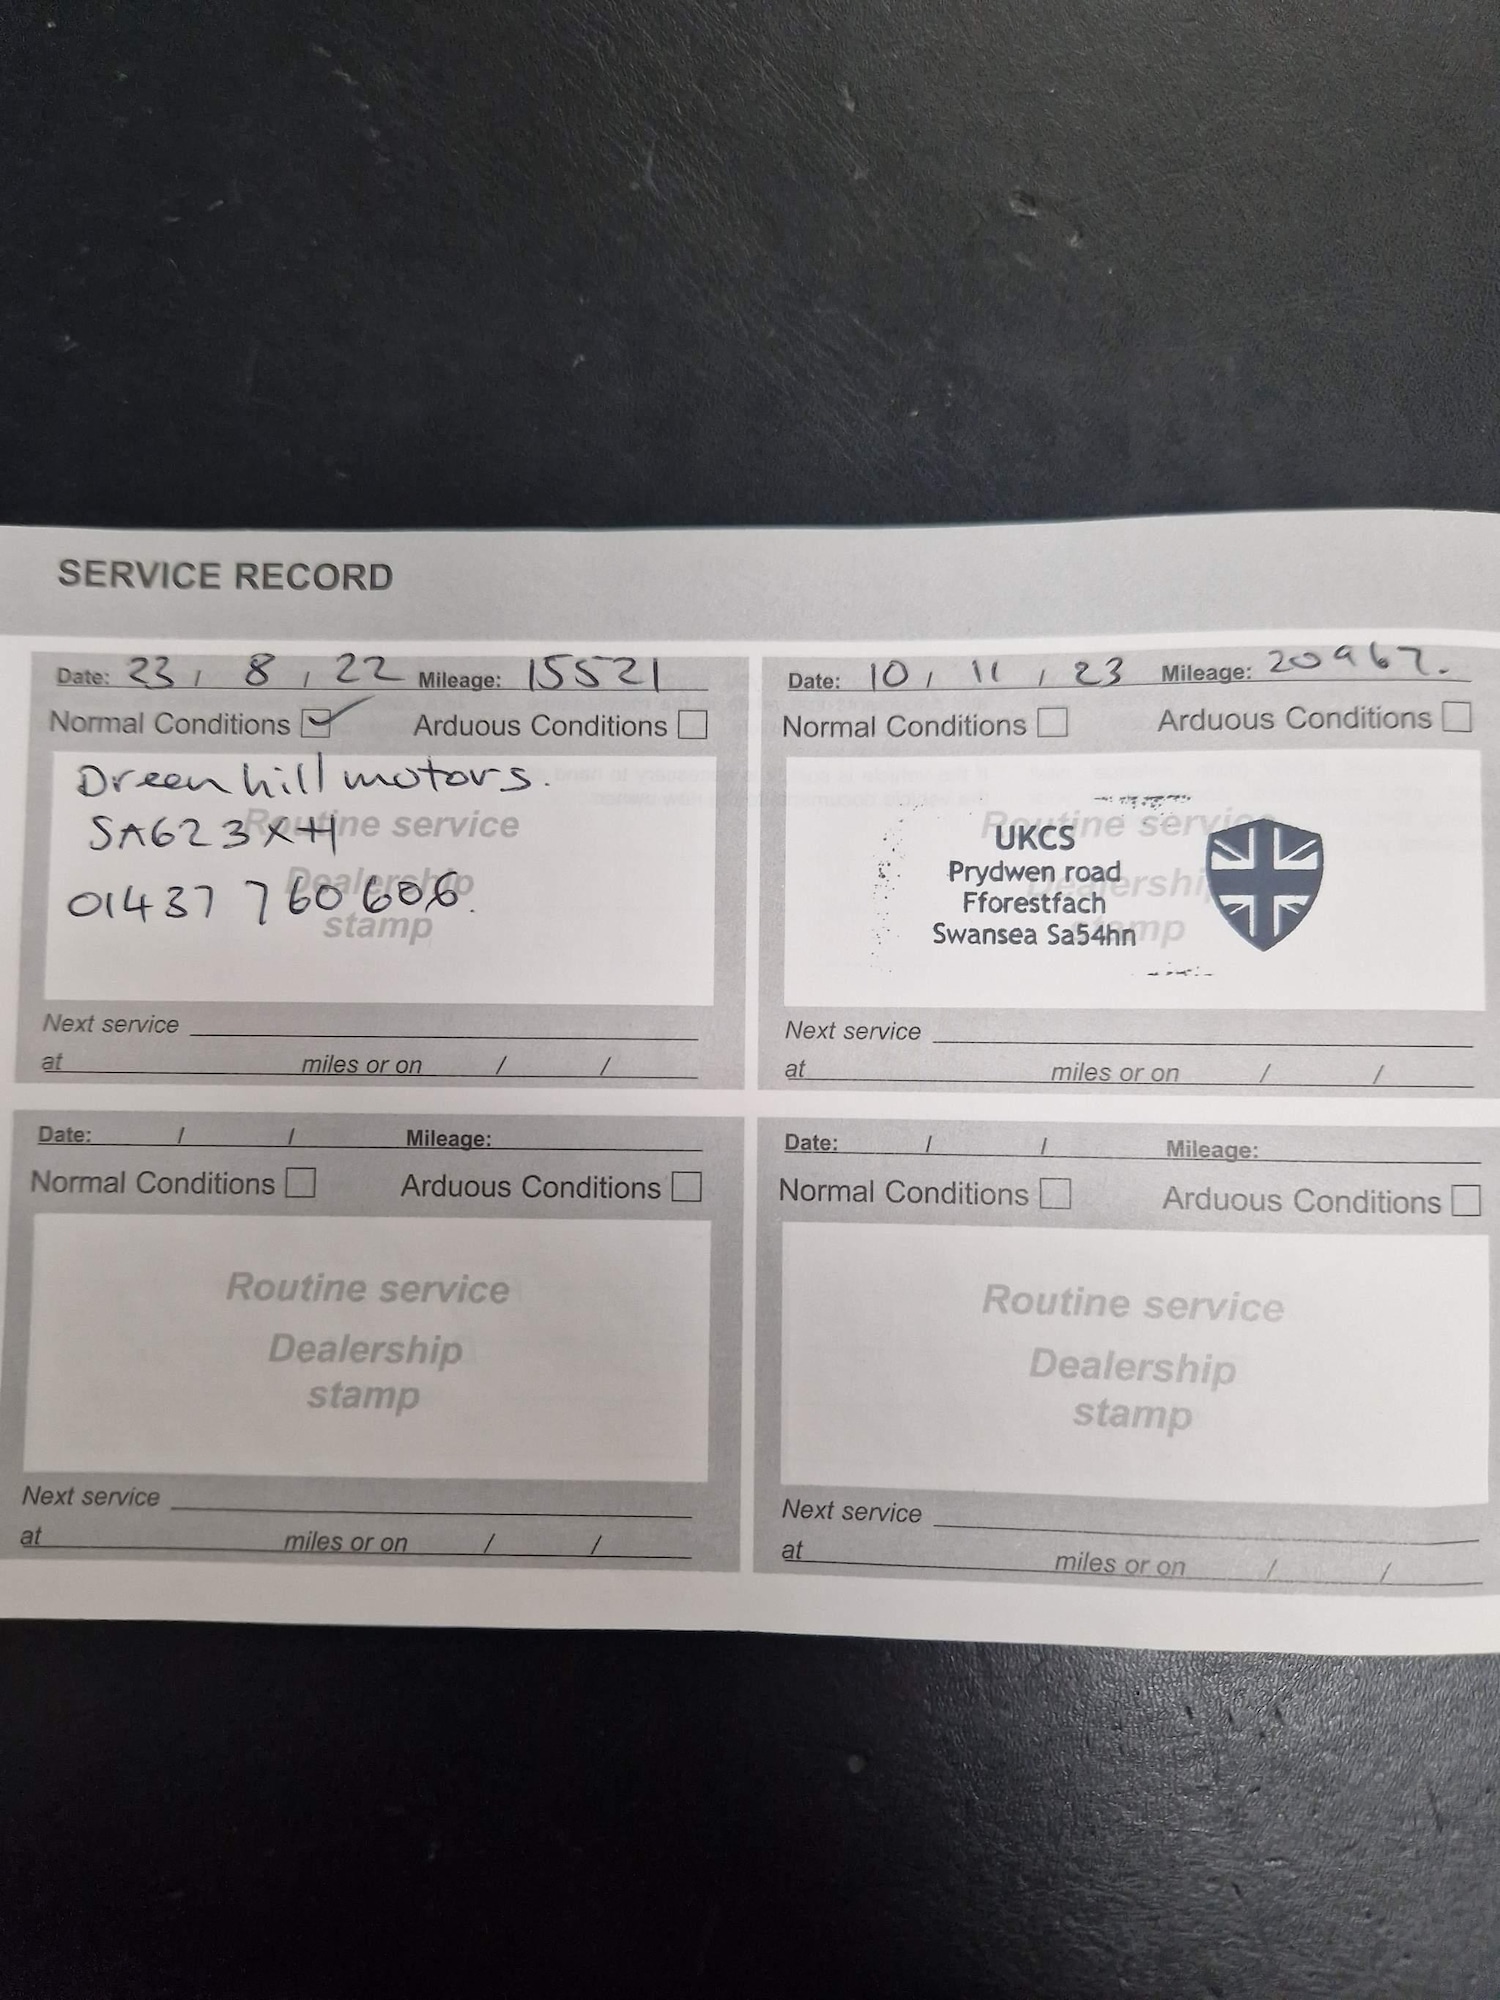 SERVICE RECORD
Date: 23 / 8 / 22 Mileage: 15521
Normal Conditions Arduous Conditions
Dreenhill motors.
SA62 3XH Routine service
01437 760606. Dealership
stamp
Next service
at miles or on / /
Date: 10 / 11 / 23 Mileage: 20967.
Normal Conditions Arduous Conditions
Routine service
Dealership
stamp
UKCS
Prydwen road
Fforestfach
Swansea Sa54hn
Next service
at miles or on / /
Date: / / Mileage:
Normal Conditions Arduous Conditions
Routine service
Dealership
stamp
Next service
at miles or on / /
Date: / / Mileage:
Normal Conditions Arduous Conditions
Routine service
Dealership
stamp
Next service
at miles or on / /